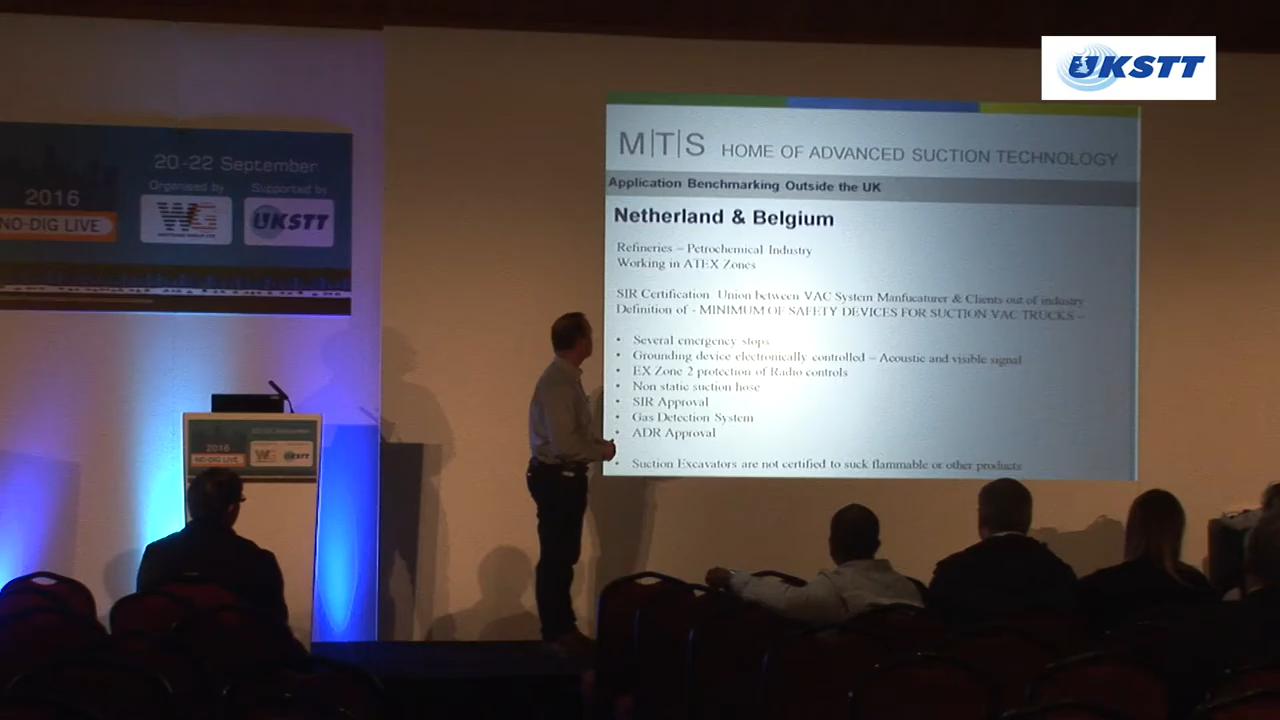 UKSTT
20-22 September
Organised by
Supported by
2016
NO-DIG LIVE
WG
UKSTT
M|T|S HOME OF ADVANCED SUCTION TECHNOLOGY
Application Benchmarking Outside the UK
Netherland & Belgium
Refineries – Petrochemical Industry
Working in ATEX Zones
SIR Certification Union between VAC System Manfucaturer & Clients out of industry
Definition of - MINIMUM OF SAFETY DEVICES FOR SUCTION VAC TRUCKS –
• Several emergency stops
• Grounding device electronically controlled – Acoustic and visible signal
• EX Zone 2 protection of Radio controls
• Non static suction hose
• SIR Approval
• Gas Detection System
• ADR Approval
• Suction Excavators are not certified to suck flammable or other products
2016
NO-DIG LIVE
WG
UKSTT